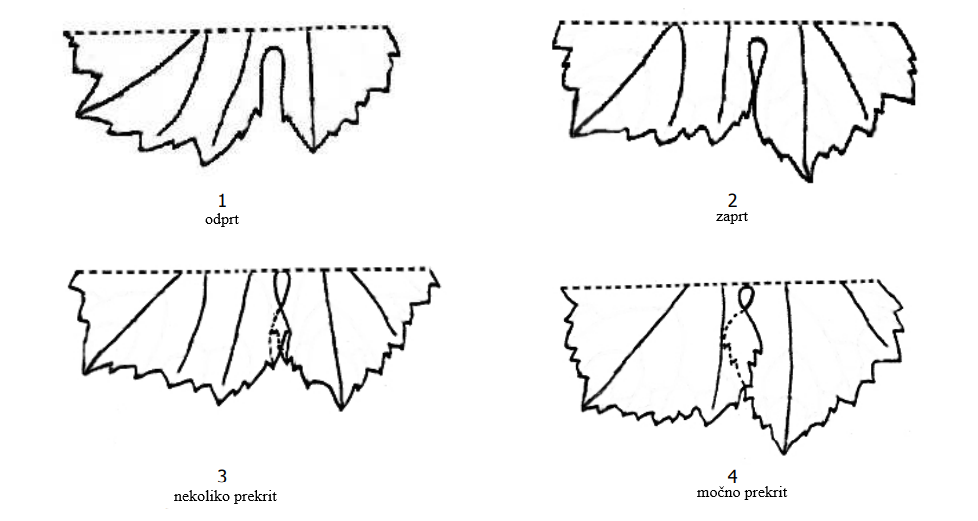 1
odprt
2
zaprt
3
nekoliko prekrit
4
močno prekrit